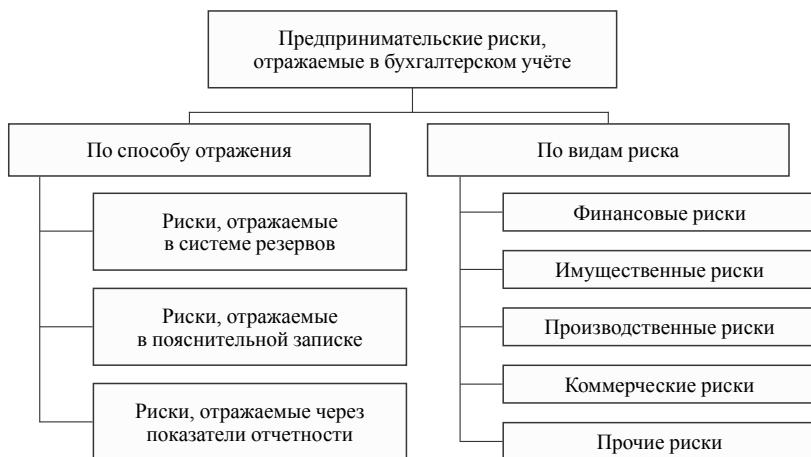 Предпринимательские риски,
отражаемые в бухгалтерском учёте
По способу отражения
Риски, отражаемые
в системе резервов
Риски, отражаемые
в пояснительной записке
Риски, отражаемые через
показатели отчетности
По видам риска
Финансовые риски
Имущественные риски
Производственные риски
Коммерческие риски
Прочие риски